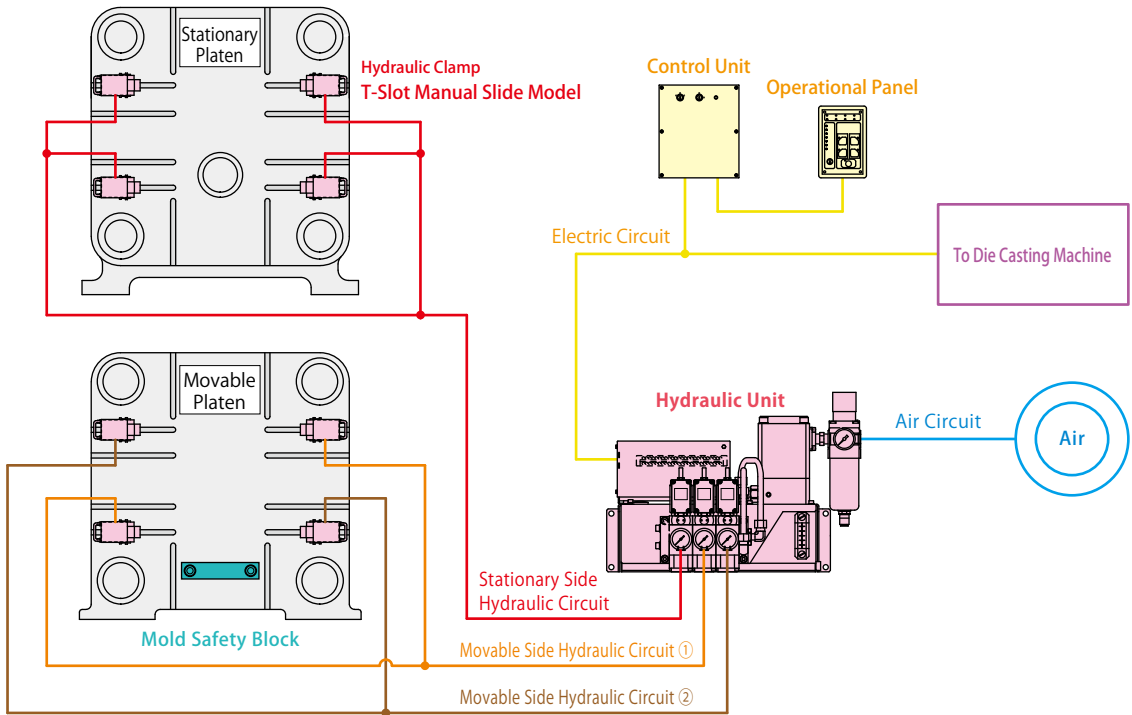 Stationary
Platen
Hydraulic Clamp
T-Slot Manual Slide Model
Control Unit
Operational Panel
Electric Circuit
To Die Casting Machine
Movable
Platen
Hydraulic Unit
Air Circuit
Air
Stationary Side
Hydraulic Circuit
Mold Safety Block
Movable Side Hydraulic Circuit ①
Movable Side Hydraulic Circuit ②